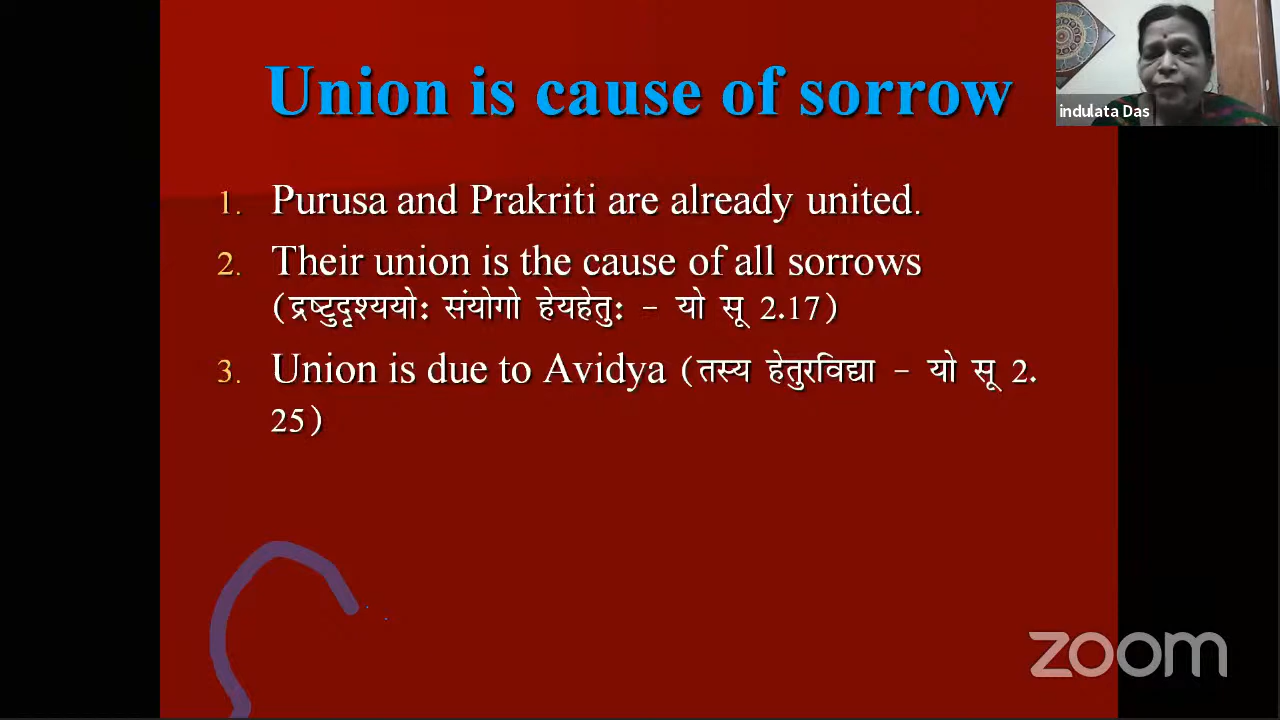 Union is cause of sorrow
indulata Das
1. Purusa and Prakriti are already united.
2. Their union is the cause of all sorrows
(द्रष्टुदृश्ययोः संयोगो हेयहेतुः - यो सू 2.17)
3. Union is due to Avidya (तस्य हेतुरविद्या - यो सू 2.
25)
zoom